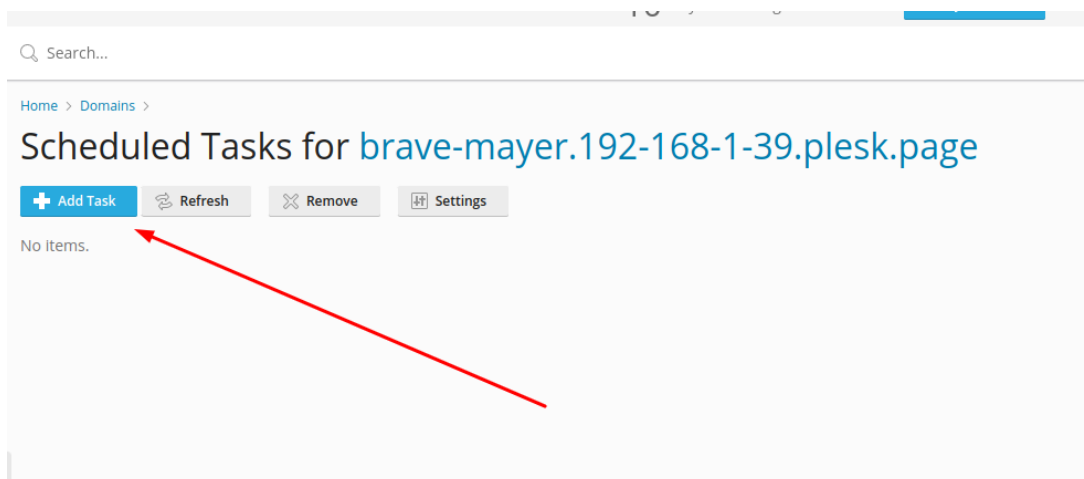 Search...
Home > Domains >
Scheduled Tasks for brave-mayer.192-168-1-39.plesk.page
Add Task Refresh Remove Settings
No items.